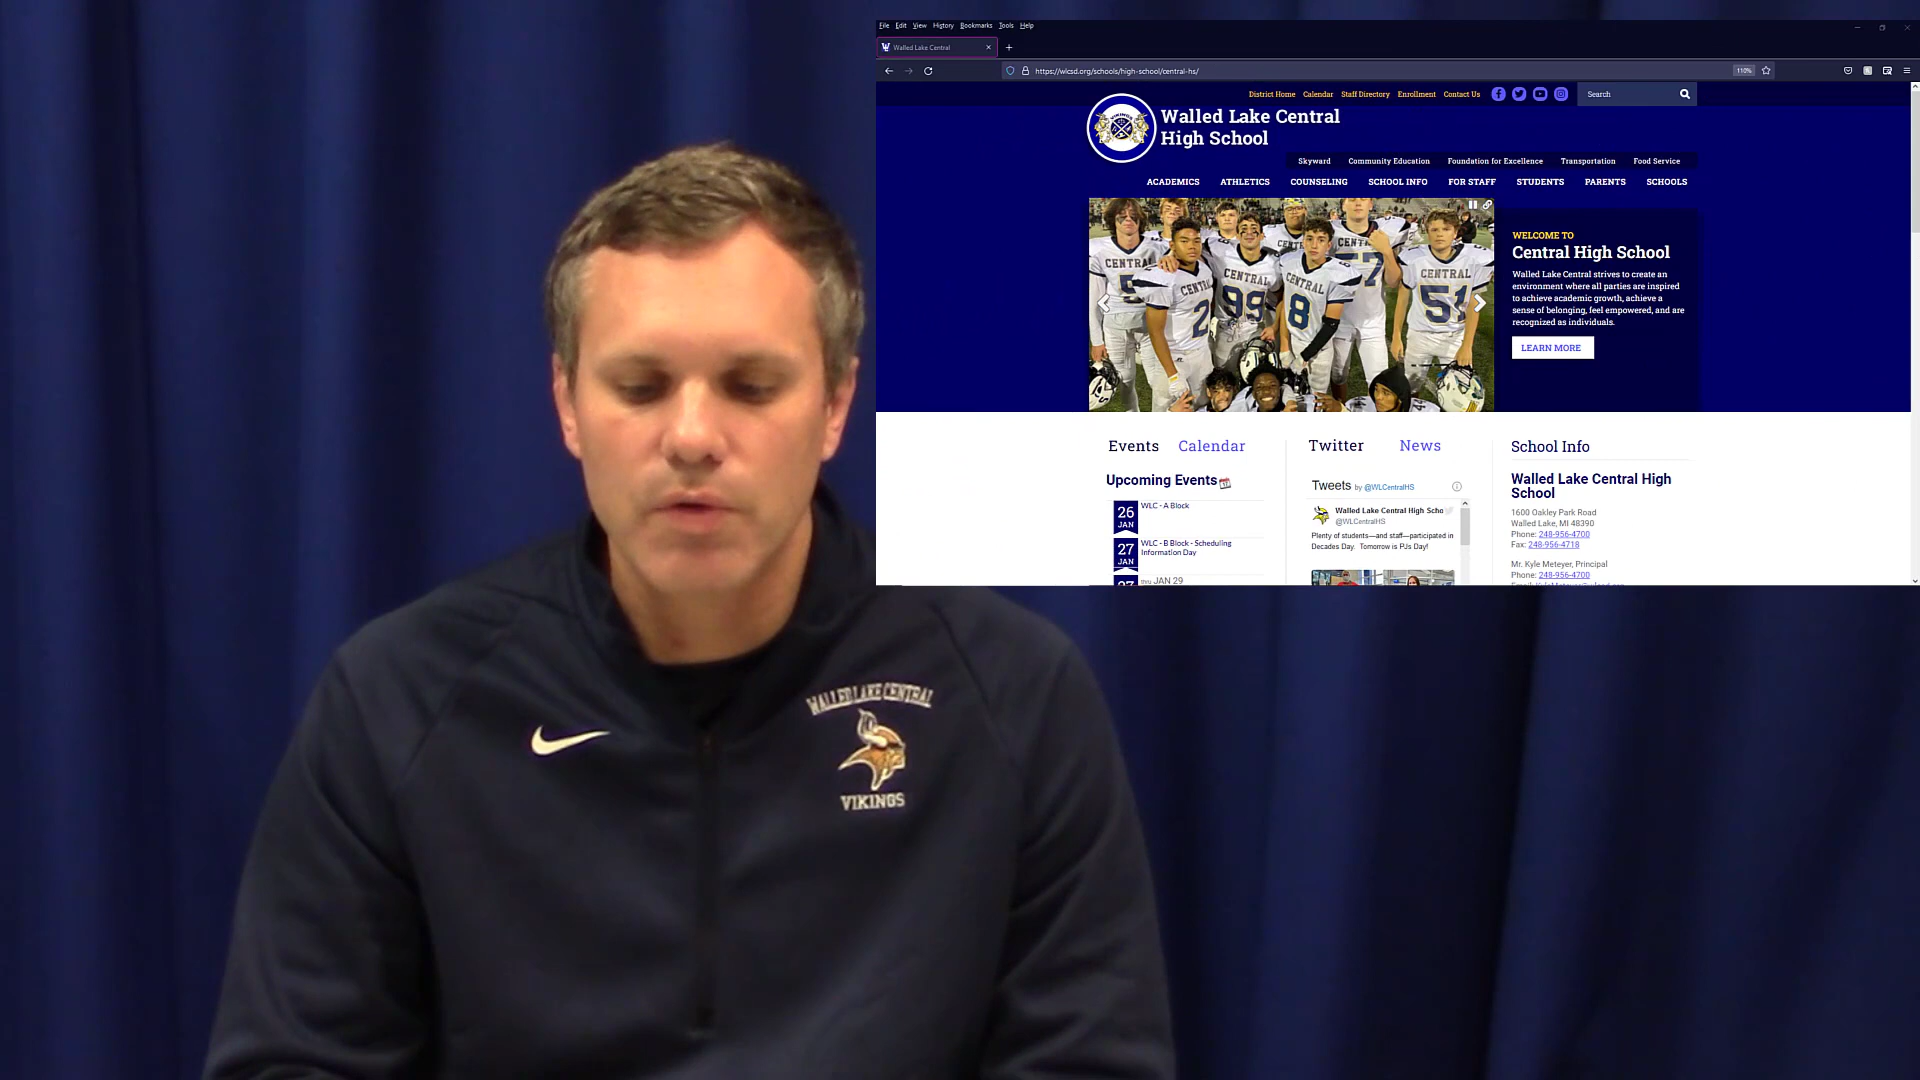 File Edit View History Bookmarks Tools Help
Walled Lake Central
https://wlcsd.org/schools/high-school/central-hs/
110%
District Home Calendar Staff Directory Enrollment Contact Us
Search
Walled Lake Central
High School
Skyward Community Education Foundation for Excellence Transportation Food Service
ACADEMICS ATHLETICS COUNSELING SCHOOL INFO FOR STAFF STUDENTS PARENTS SCHOOLS
CENTRAL
5
CENTRAL
2
CENTRAL
99
CENTRAL
8
CENTRAL
57
CENTRAL
51
WELCOME TO
Central High School
Walled Lake Central strives to create an
environment where all parties are inspired
to achieve academic growth, achieve a
sense of belonging, feel empowered, and are
recognized as individuals.
LEARN MORE
Events Calendar
Upcoming Events
26
JAN
WLC - A Block
27
JAN
WLC - B Block - Scheduling
Information Day
27
thu JAN 29
Twitter News
Tweets by @WLCentralHS
Walled Lake Central High Scho
@WLCentralHS
Plenty of students—and staff—participated in
Decades Day. Tomorrow is PJs Day!
School Info
Walled Lake Central High
School
1600 Oakley Park Road
Walled Lake, MI 48390
Phone: 248-956-4700
Fax: 248-956-4718
Mr. Kyle Meteyer, Principal
Phone: 248-956-4700
WALLED LAKE CENTRAL
VIKINGS